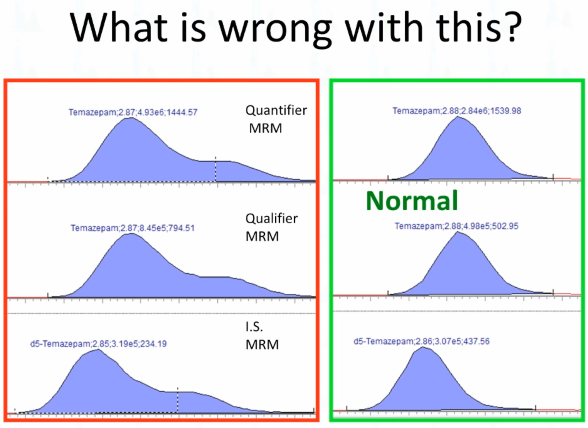 What is wrong with this?
Temazepam;2.87;4.93e6;1444.57
Quantifier
MRM
Temazepam;2.87;8.45e5;794.51
Qualifier
MRM
d5-Temazepam;2.85;3.19e5;234.19
I.S.
MRM
Temazepam;2.88;2.84e6;1539.98
Normal
Temazepam;2.88;4.98e5;502.95
d5-Temazepam;2.86;3.07e5;437.56